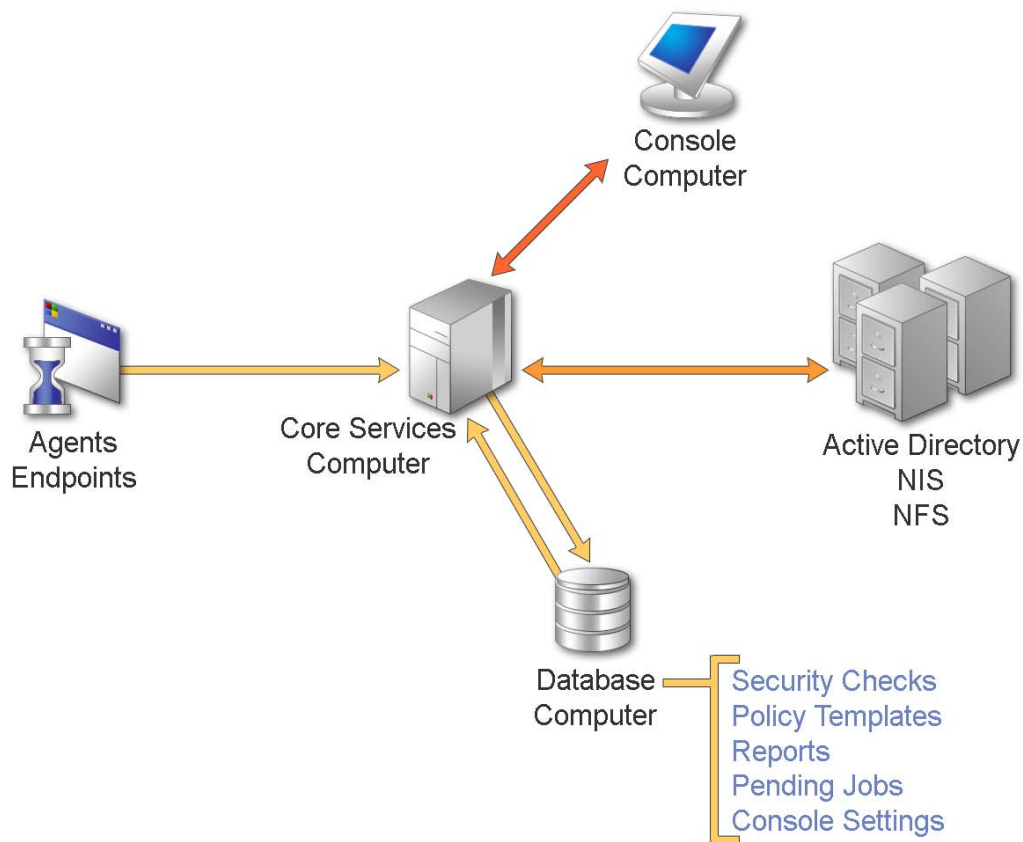 Console
Computer
Agents
Endpoints
Core Services
Computer
Active Directory
NIS
NFS
Database
Computer
Security Checks
Policy Templates
Reports
Pending Jobs
Console Settings